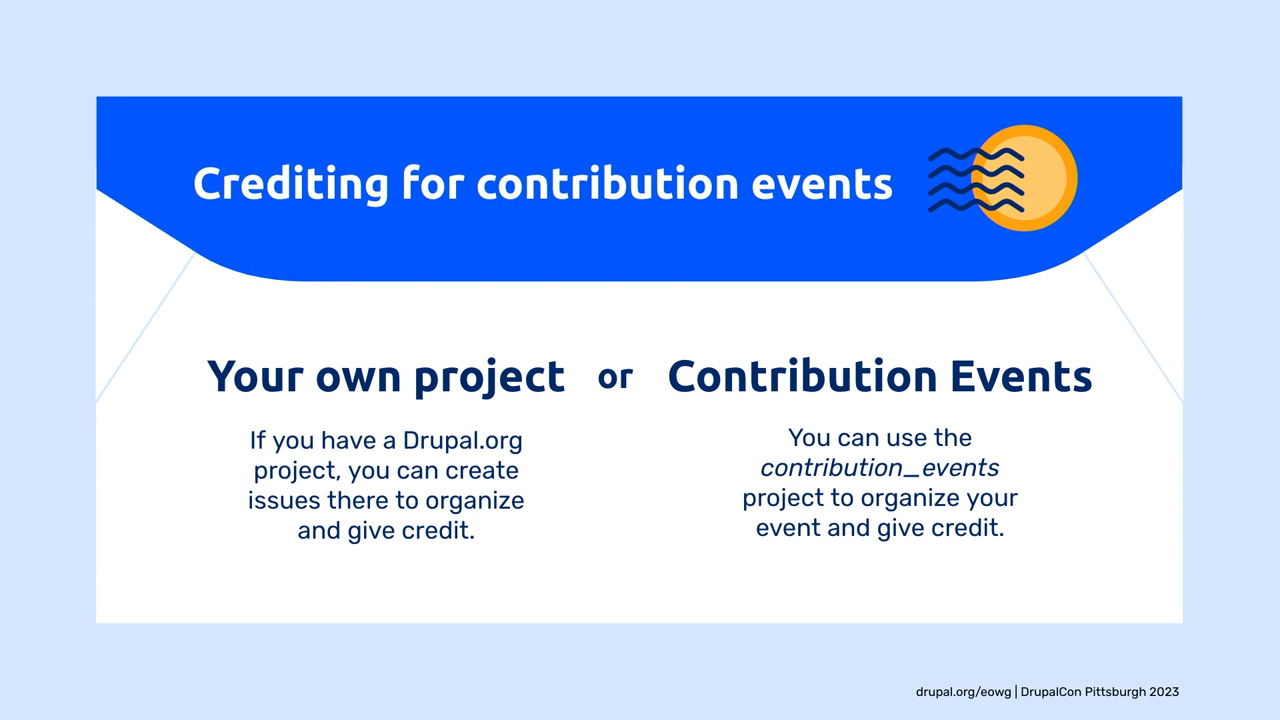 Crediting for contribution events
Your own project or Contribution Events
If you have a Drupal.org
project, you can create
issues there to organize
and give credit.
You can use the
contribution_events
project to organize your
event and give credit.
drupal.org/eowg | DrupalCon Pittsburgh 2023